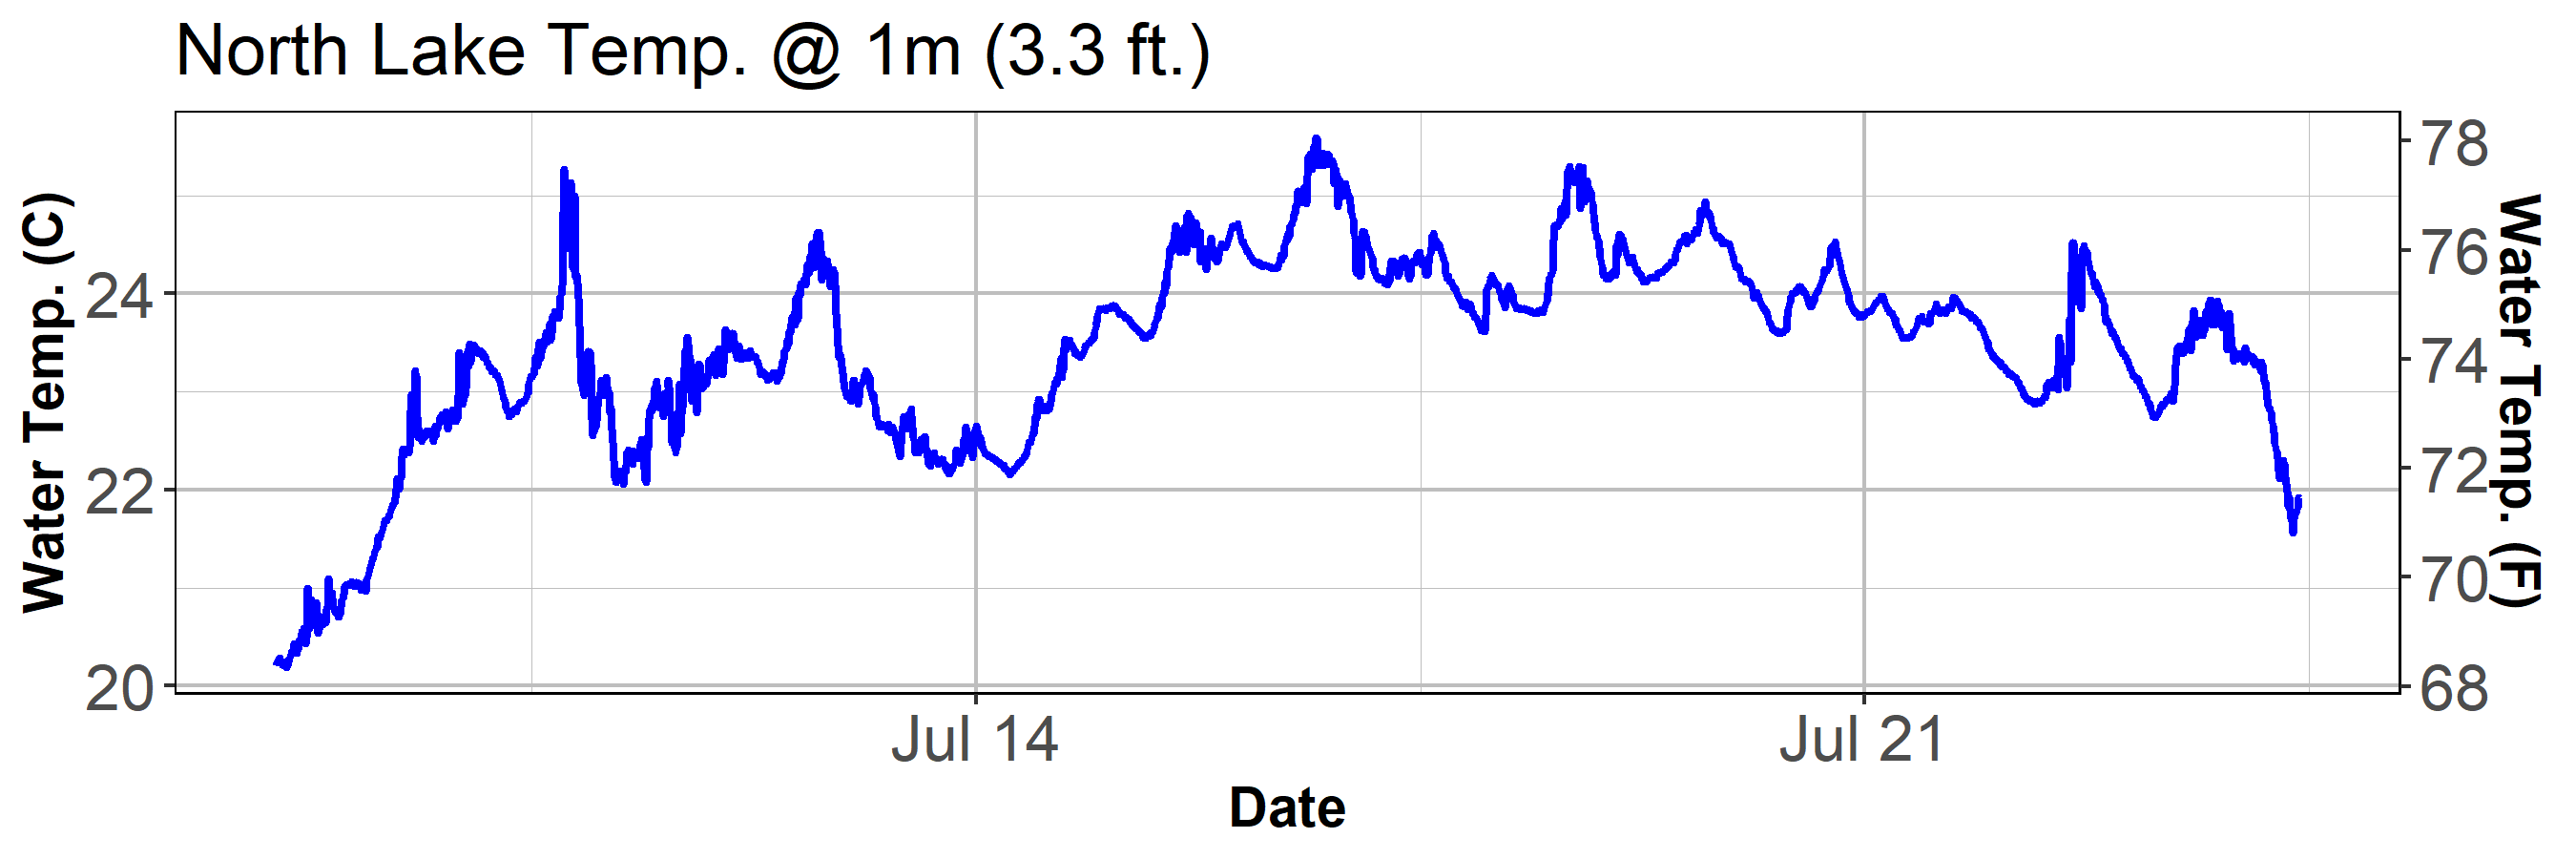 North Lake Temp. @ 1m (3.3 ft.)
Water Temp. (C)
24
22
20
78
76
74
72
70
68
Water Temp. (F)
Jul 14
Jul 21
Date